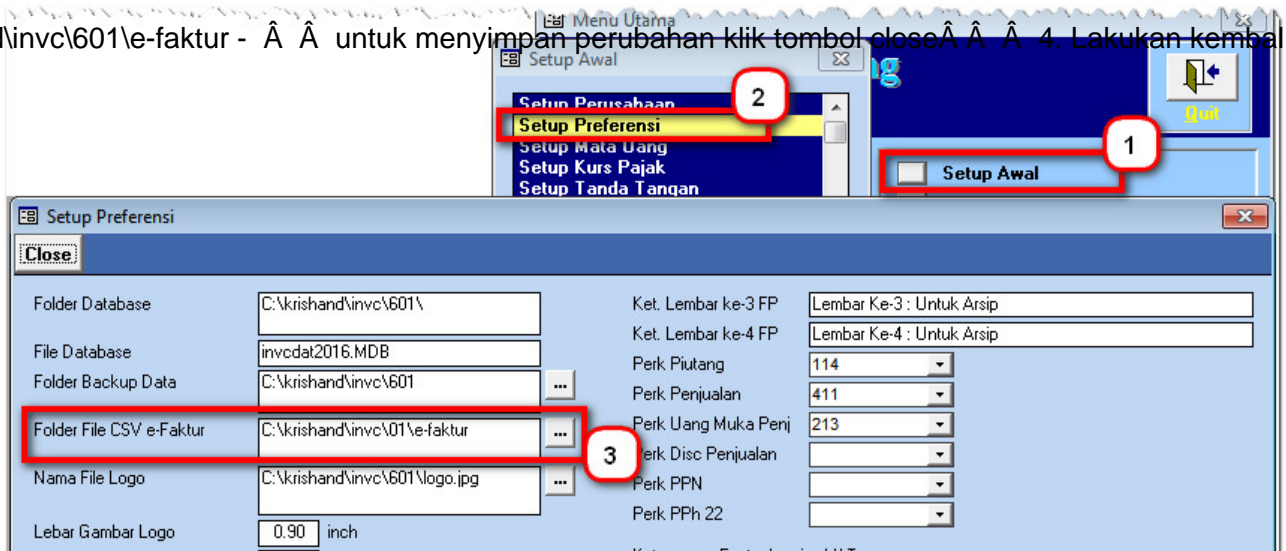 Menu Utama
\invc\601\e-faktur - Â Â untuk menyimpan perubahan klik tombol closeÂ Â Â 4. Lakukan kembal
Setup Awal
Quit
Setup Perusahaan
2
Setup Preferensi
Setup Mata Uang
Setup Kurs Pajak
Setup Tanda Tangan
1
Setup Awal
Setup Preferensi
Close
Folder Database
C:\krishand\invc\601\
File Database
invcdat2016.MDB
Folder Backup Data
C:\krishand\invc\601
...
Folder File CSV e-Faktur
C:\krishand\invc\01\e-faktur
...
3
Nama File Logo
C:\krishand\invc\601\logo.jpg
...
Lebar Gambar Logo
0.90 inch
Ket. Lembar ke-3 FP
Lembar Ke-3 : Untuk Arsip
Ket. Lembar ke-4 FP
Lembar Ke-4 : Untuk Arsip
Perk Piutang
114
Perk Penjualan
411
Perk Uang Muka Penj
213
Perk Disc Penjualan
Perk PPN
Perk PPh 22